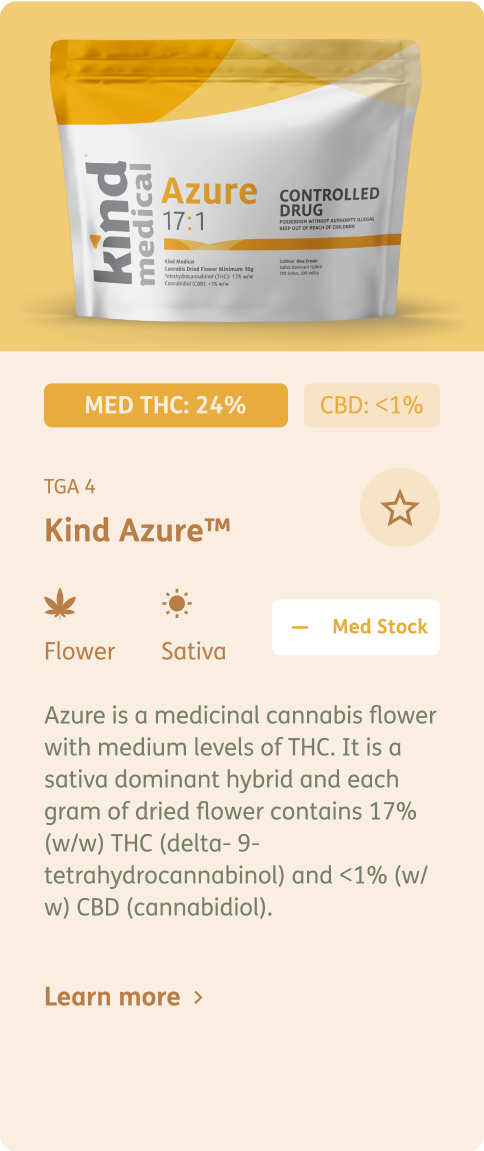 kind
medical
Azure
17:1
CONTROLLED
DRUG
POSSESSION WITHOUT AUTHORITY ILLEGAL
KEEP OUT OF REACH OF CHILDREN
Kind Medical
Cannabis Dried Flower Minimum 10g
Tetrahydrocannabinol (THC): 17% w/w
Cannabidiol (CBD): <1% w/w
Cultivar: Blue Dream
Sativa Dominant Hybrid
MED THC: 24%
CBD: <1%
TGA 4
Kind Azure™
Flower
Sativa
Med Stock
Azure is a medicinal cannabis flower
with medium levels of THC. It is a
sativa dominant hybrid and each
gram of dried flower contains 17%
(w/w) THC (delta- 9-
tetrahydrocannabinol) and <1% (w/
w) CBD (cannabidiol).
Learn more >